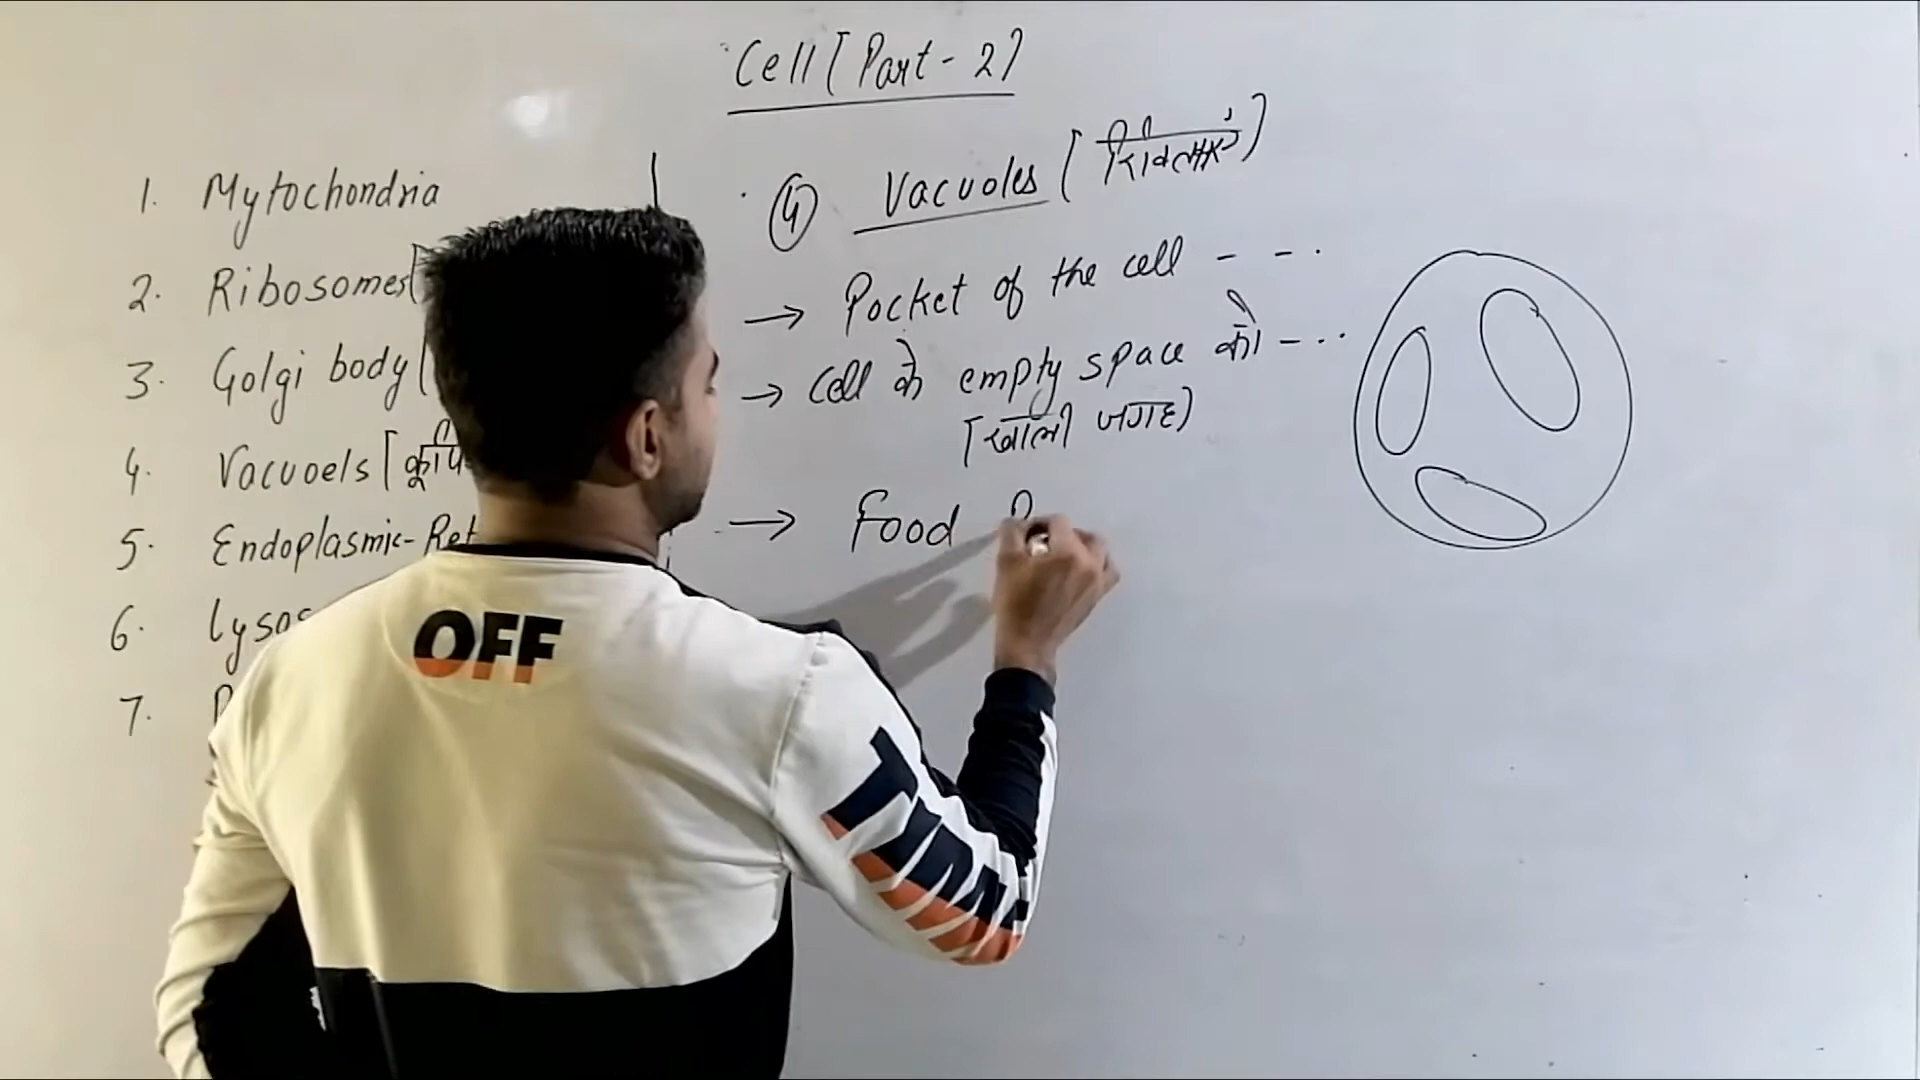 Cell [Part-2]
1. Mytochondria
2. Ribosomes[
3. Golgi body [
4. Vacuoels [
5. Endoplasmic-Ret
6. Lysos
7.
④ Vacuoles [रिक्तिकाएं]
→ Pocket of the cell - - -
→ Cell के empty space को - - -
[खाली जगह)
→ Food
OFF